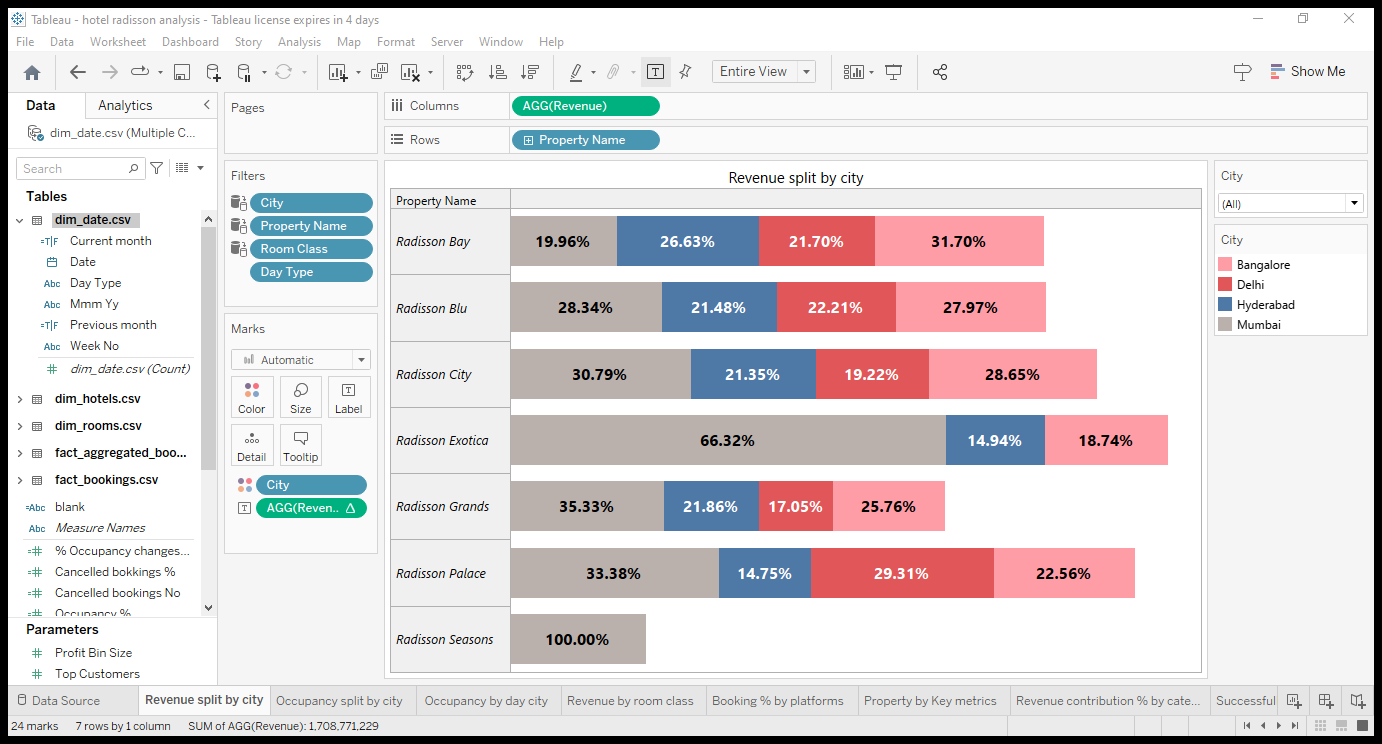 Tableau - hotel radisson analysis - Tableau license expires in 4 days
File Data Worksheet Dashboard Story Analysis Map Format Server Window Help
Entire View
Show Me
Data Analytics
dim_date.csv (Multiple C...
Search
Tables
dim_date.csv
Current month
Date
Abc Day Type
Abc Mmm Yy
Previous month
Abc Week No
dim_date.csv (Count)
dim_hotels.csv
dim_rooms.csv
fact_aggregated_boo...
fact_bookings.csv
=Abc blank
Abc Measure Names
% Occupancy changes...
Cancelled bokkings %
Cancelled bookings No
Occupancy %
Parameters
Profit Bin Size
Top Customers
Pages
Filters
City
Property Name
Room Class
Day Type
Marks
Automatic
Color Size Label
Detail Tooltip
City
AGG(Reven..
Columns AGG(Revenue)
Rows Property Name
Revenue split by city
Property Name
Radisson Bay 19.96% 26.63% 21.70% 31.70%
Radisson Blu 28.34% 21.48% 22.21% 27.97%
Radisson City 30.79% 21.35% 19.22% 28.65%
Radisson Exotica 66.32% 14.94% 18.74%
Radisson Grands 35.33% 21.86% 17.05% 25.76%
Radisson Palace 33.38% 14.75% 29.31% 22.56%
Radisson Seasons 100.00%
City
(All)
City
Bangalore
Delhi
Hyderabad
Mumbai
Data Source Revenue split by city Occupancy split by city Occupancy by day city Revenue by room class Booking % by platforms Property by Key metrics Revenue contribution % by cate... Successful
24 marks 7 rows by 1 column SUM of AGG(Revenue): 1,708,771,229